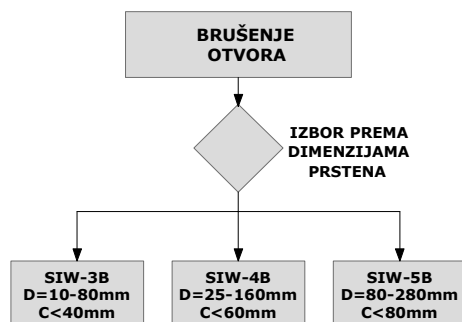 BRUŠENJE
OTVORA
IZBOR PREMA
DIMENZIJAMA
PRSTENA
SIW-3B
D=10-80mm
C<40mm
SIW-4B
D=25-160mm
C<60mm
SIW-5B
D=80-280mm
C<80mm